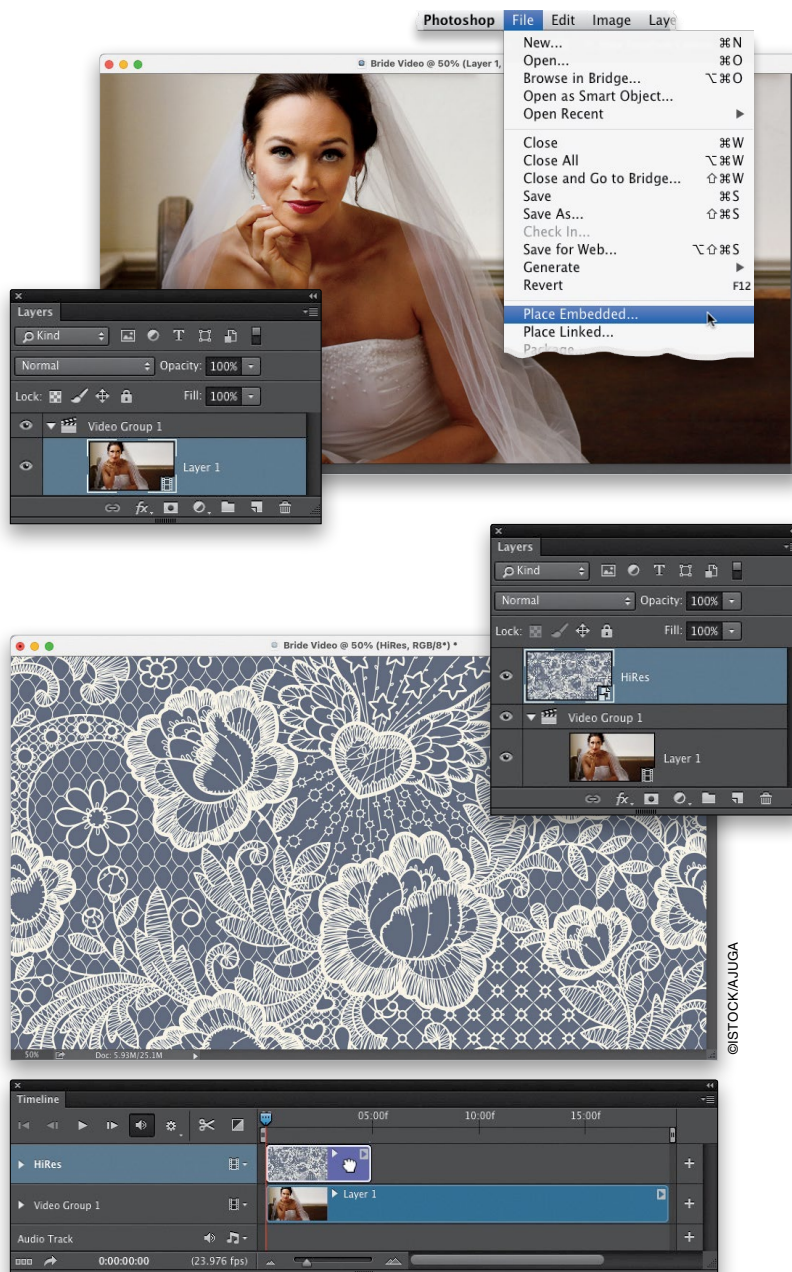 Photoshop File Edit Image Laye
New... ⌘N
Open... ⌘O
Browse in Bridge... ⌥⌘O
Open as Smart Object...
Open Recent ▶
Close ⌘W
Close All ⌥⌘W
Close and Go to Bridge... ⇧⌘W
Save ⌘S
Save As... ⇧⌘S
Check In...
Save for Web... ⌥⇧⌘S
Generate ▶
Revert F12
Place Embedded...
Place Linked...
Package...
Bride Video @ 50% (Layer 1,
Layers
Kind
Normal Opacity: 100%
Lock: Fill: 100%
Video Group 1
Layer 1
fx
Layers
Kind
Normal Opacity: 100%
Lock: Fill: 100%
HiRes
Video Group 1
Layer 1
fx
Bride Video @ 50% (HiRes, RGB/8*) *
50% Doc: 5.93M/25.1M
©ISTOCK/AJUGA
Timeline
05:00f 10:00f 15:00f
HiRes
Video Group 1 Layer 1
Audio Track
0:00:00:00 (23.976 fps)